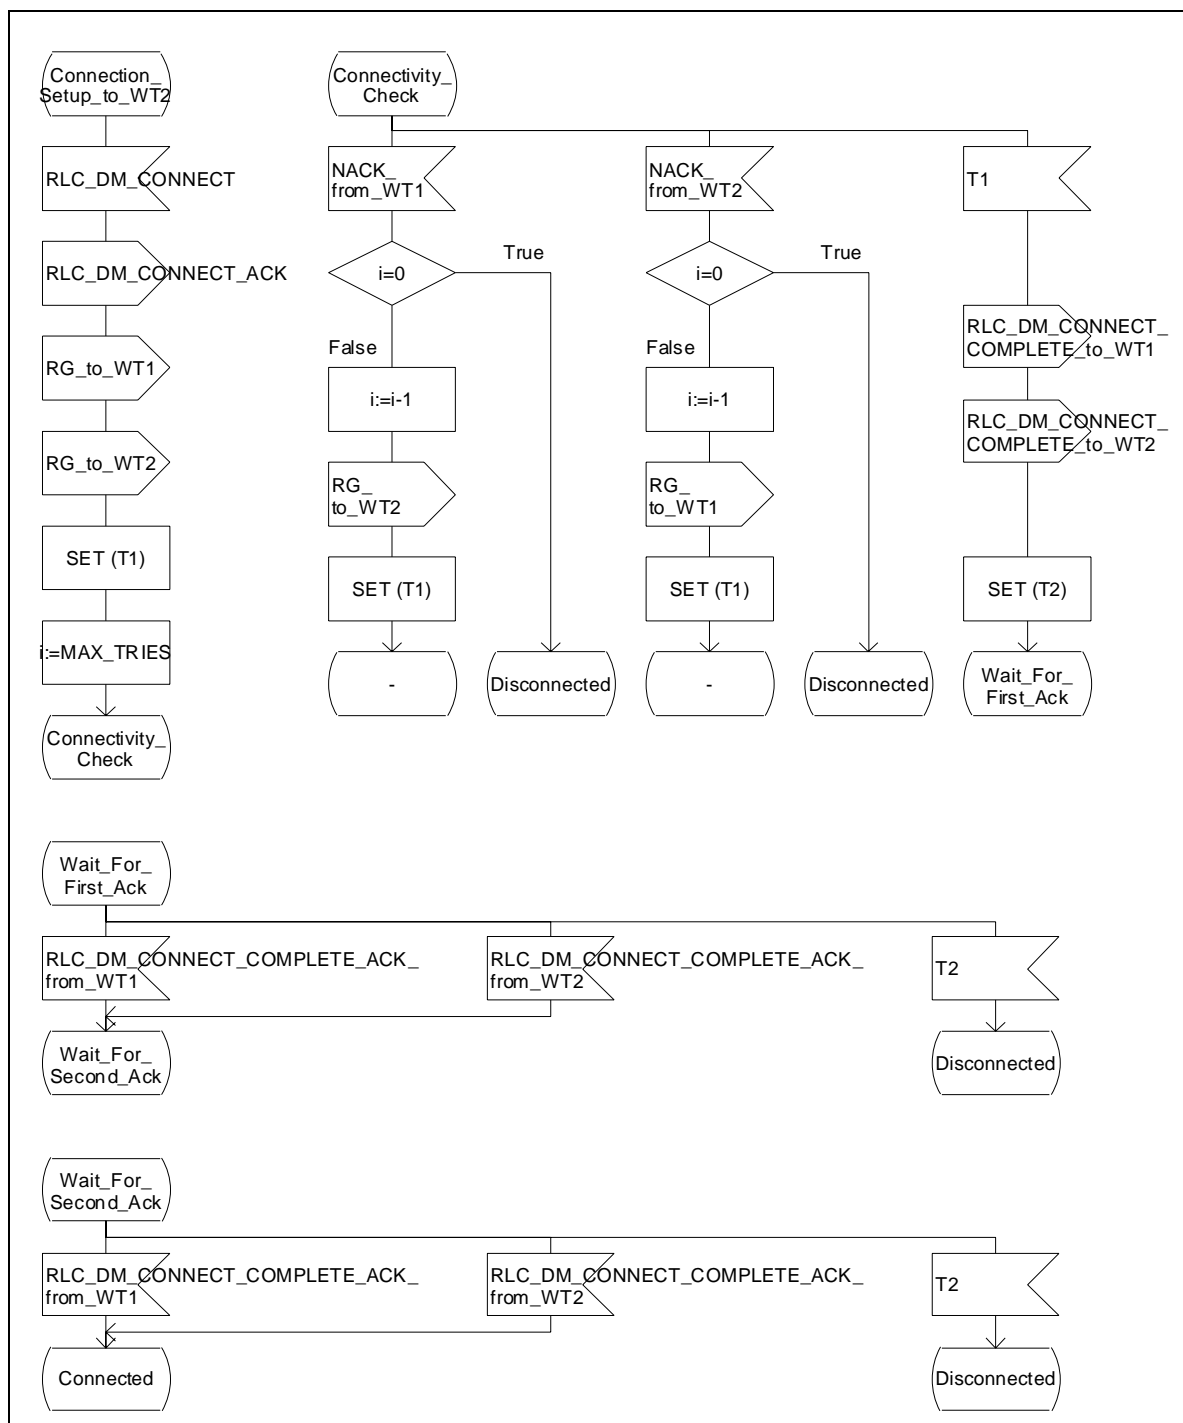 Connection_
Setup_to_WT2
RLC_DM_CONNECT
RLC_DM_CONNECT_ACK
RG_to_WT1
RG_to_WT2
SET (T1)
i:=MAX_TRIES
Connectivity_
Check
Connectivity_
Check
NACK_
from_WT1
i=0
True
False
i:=i-1
RG_
to_WT2
SET (T1)
-
Disconnected
NACK_
from_WT2
i=0
True
False
i:=i-1
RG_
to_WT1
SET (T1)
-
Disconnected
T1
RLC_DM_CONNECT_
COMPLETE_to_WT1
RLC_DM_CONNECT_
COMPLETE_to_WT2
SET (T2)
Wait_For_
First_Ack
Wait_For_
First_Ack
RLC_DM_CONNECT_COMPLETE_ACK_
from_WT1
RLC_DM_CONNECT_COMPLETE_ACK_
from_WT2
T2
Wait_For_
Second_Ack
Disconnected
Wait_For_
Second_Ack
RLC_DM_CONNECT_COMPLETE_ACK_
from_WT1
RLC_DM_CONNECT_COMPLETE_ACK_
from_WT2
T2
Connected
Disconnected